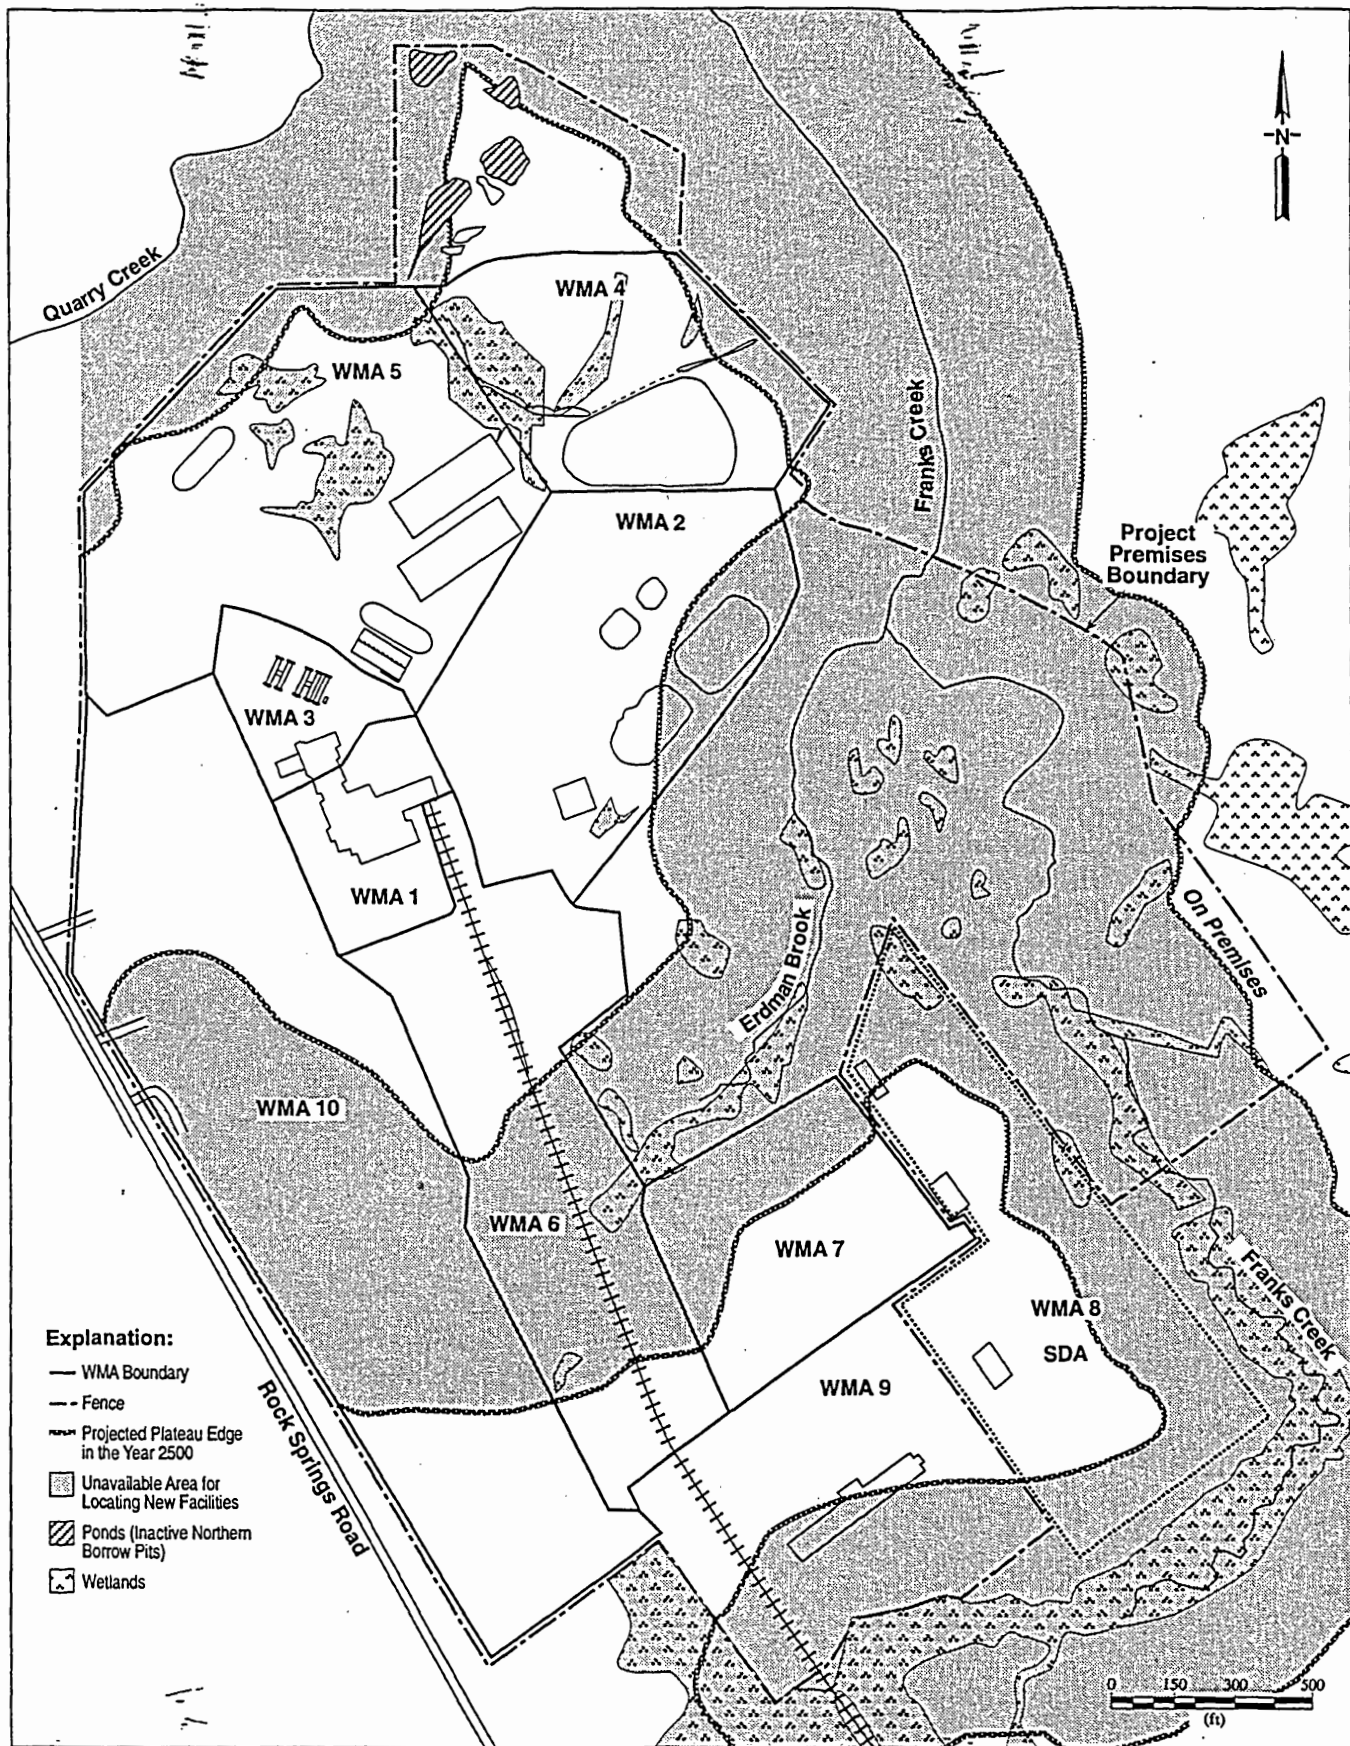 N
Quarry Creek
WMA 4
WMA 5
Franks Creek
WMA 2
Project
Premises
Boundary
WMA 3
WMA 1
On Premises
Erdman Brook
WMA 10
WMA 6
WMA 7
WMA 8
SDA
Franks Creek
WMA 9
Rock Springs Road
Explanation:
WMA Boundary
Fence
Projected Plateau Edge
in the Year 2500
Unavailable Area for
Locating New Facilities
Ponds (Inactive Northern
Borrow Pits)
Wetlands
0 150 300 500
(ft)